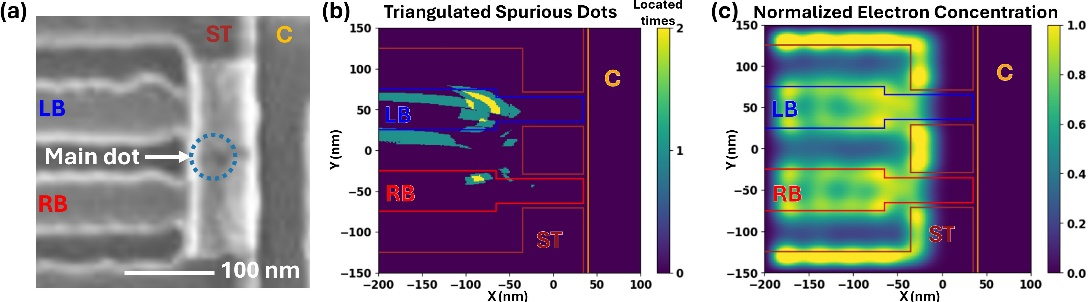 (a)
ST
C
LB
Main dot
RB
100 nm
(b)
Triangulated Spurious Dots
Located
times
150
100
50
0
−50
−100
−150
Y(nm)
−200 −150 −100 −50 0 50 100
X(nm)
LB
RB
ST
C
2
1
0
(c)
Normalized Electron Concentration
150
100
50
0
−50
−100
−150
Y(nm)
−200 −150 −100 −50 0 50 100
X(nm)
LB
RB
ST
C
1.0
0.8
0.6
0.4
0.2
0.0